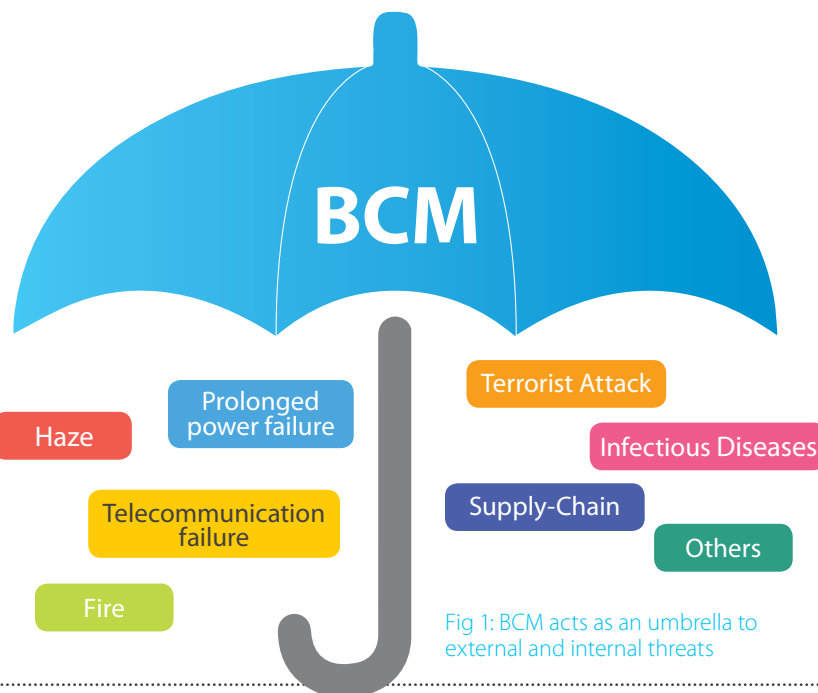 BCM
Terrorist Attack
Prolonged
power failure
Haze
Infectious Diseases
Telecommunication
failure
Supply-Chain
Others
Fire
Fig 1: BCM acts as an umbrella to
external and internal threats